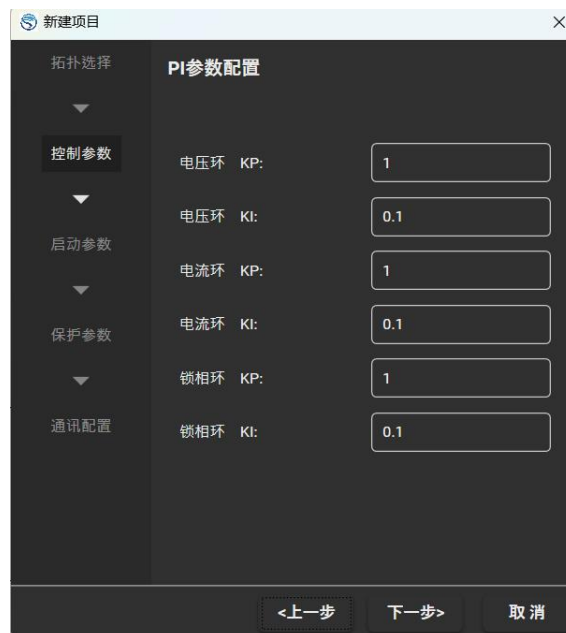 新建项目
拓扑选择
控制参数
启动参数
保护参数
通讯配置
PI参数配置
电压环 KP: 1
电压环 KI: 0.1
电流环 KP: 1
电流环 KI: 0.1
锁相环 KP: 1
锁相环 KI: 0.1
<上一步 下一步> 取消